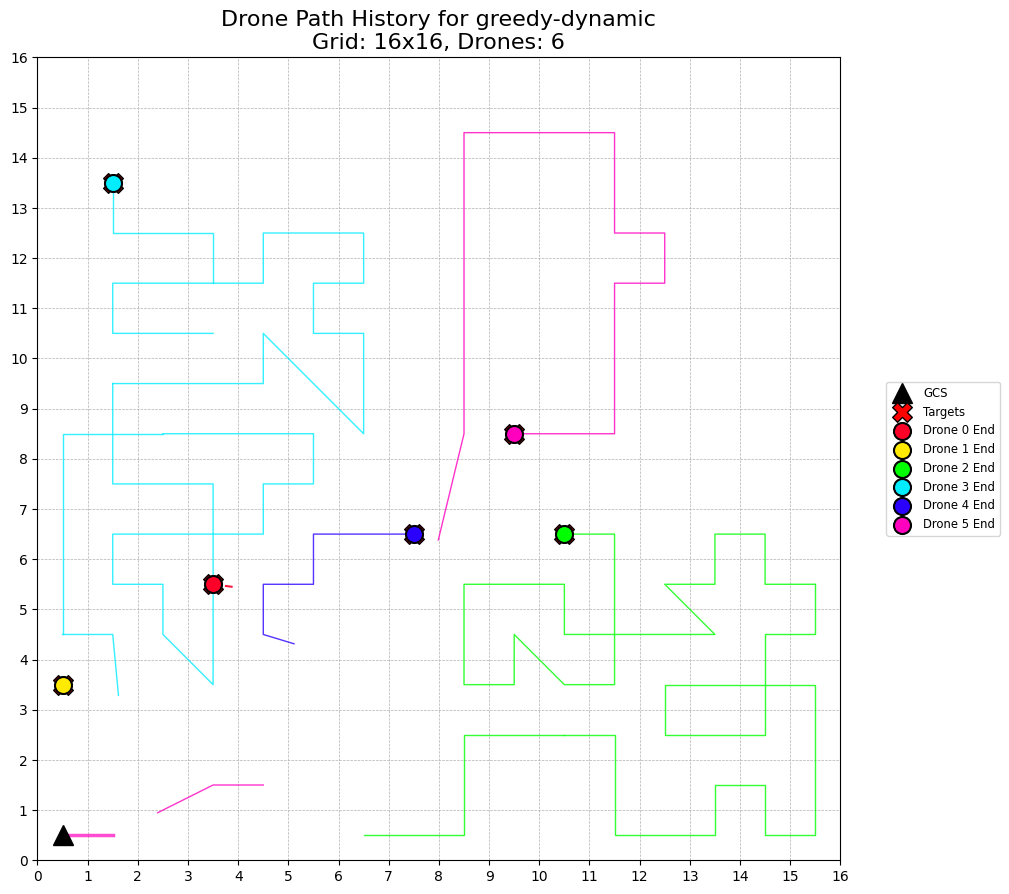 Drone Path History for greedy-dynamic
Grid: 16x16, Drones: 6
16
15
14
13
12
11
10
9
8
7
6
5
4
3
2
1
0
0 1 2 3 4 5 6 7 8 9 10 11 12 13 14 15 16
GCS
Targets
Drone 0 End
Drone 1 End
Drone 2 End
Drone 3 End
Drone 4 End
Drone 5 End